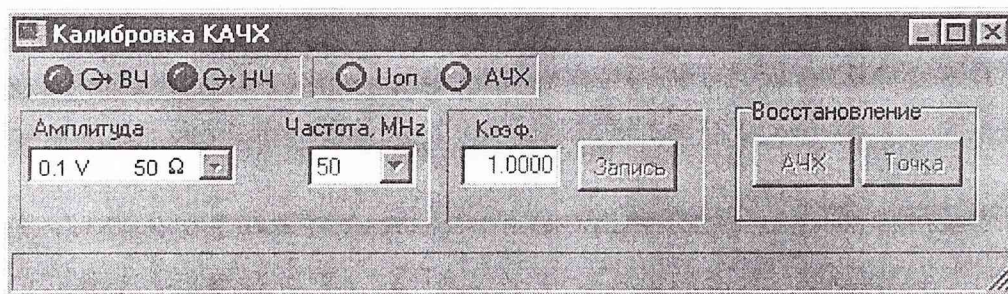 Калибровка КАЧХ
ВЧ НЧ Uоп АЧХ
Амплитуда Частота, MHz Коэф. Восстановление
0.1 V 50 Ω 50 1.0000 Запись АЧХ Точка